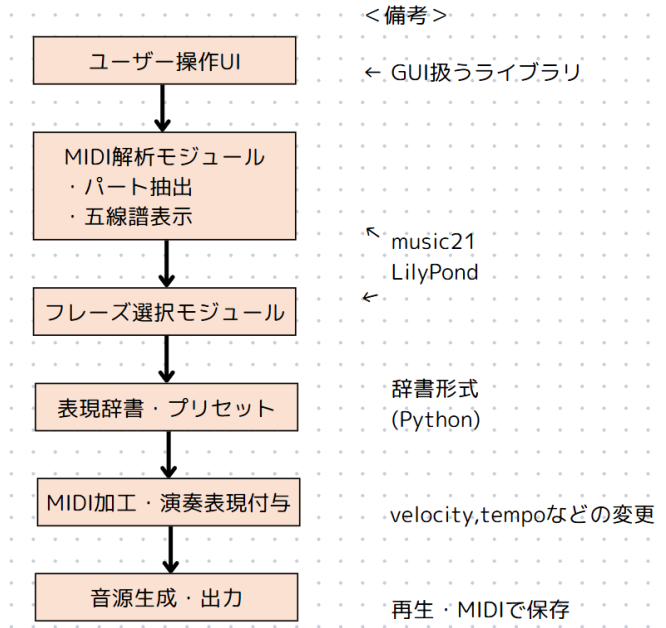 ＜備考＞
ユーザー操作UI
← GUI扱うライブラリ
MIDI解析モジュール
・パート抽出
・五線譜表示
↖ music21
LilyPond
←
フレーズ選択モジュール
表現辞書・プリセット
辞書形式
(Python)
MIDI加工・演奏表現付与
velocity,tempoなどの変更
音源生成・出力
再生・MIDIで保存